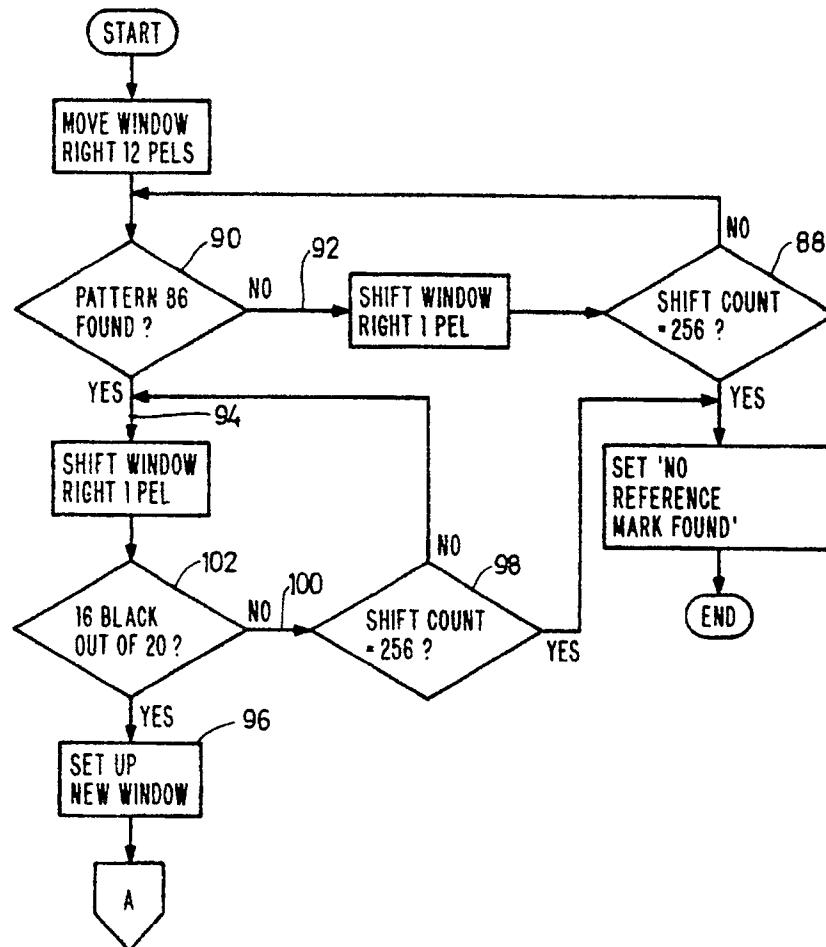 START
MOVE WINDOW
RIGHT 12 PELS
NO
90
92
88
PATTERN 86
FOUND ?
NO
SHIFT WINDOW
RIGHT 1 PEL
SHIFT COUNT
= 256 ?
YES
94
YES
SHIFT WINDOW
RIGHT 1 PEL
SET 'NO
REFERENCE
MARK FOUND'
102
NO
98
100
16 BLACK
OUT OF 20 ?
NO
SHIFT COUNT
= 256 ?
YES
END
YES
96
SET UP
NEW WINDOW
A